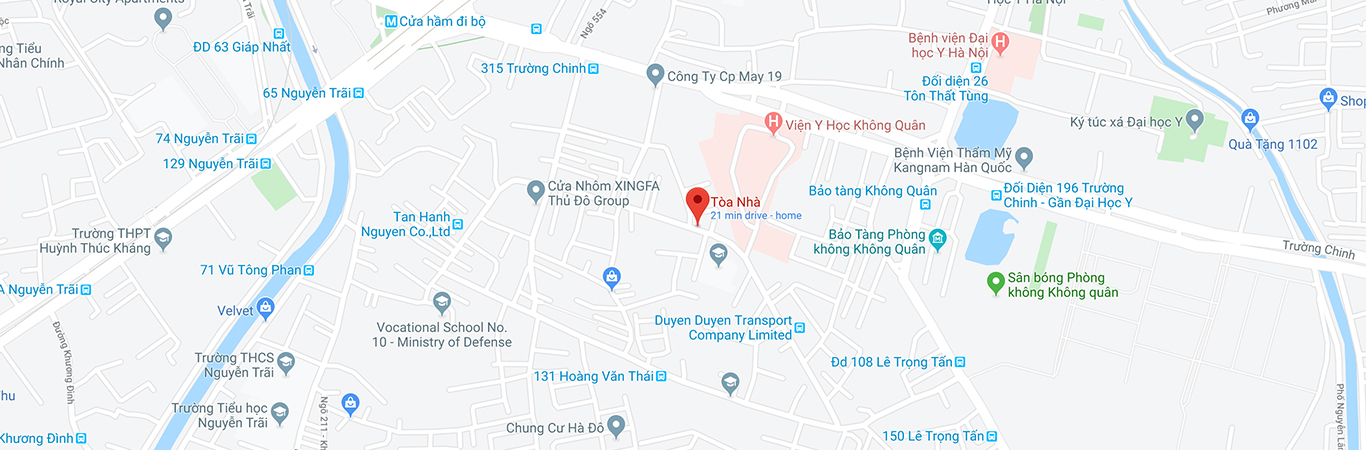 Royal City Apartments
Cửa hầm đi bộ
Ngõ 554
Học Y Hà Nội
Phương Mai
ng Tiểu
Nhân Chính
ĐD 63 Giáp Nhất
315 Trường Chinh
Công Ty Cp May 19
Bệnh viện Đại
học Y Hà Nội
Đối diện 26
Tôn Thất Tùng
65 Nguyễn Trãi
74 Nguyễn Trãi
129 Nguyễn Trãi
Viện Y Học Không Quân
Ký túc xá Đại học Y
Shop
Quà Tặng 1102
Bệnh Viện Thẩm Mỹ
Kangnam Hàn Quốc
Cửa Nhôm XINGFA
Thủ Đô Group
Tòa Nhà
21 min drive - home
Bảo tàng Không Quân
Đối Diện 196 Trường
Chinh - Gần Đại Học Y
Tan Hanh
Nguyen Co.,Ltd
Trường THPT
Huỳnh Thúc Kháng
Bảo Tàng Phòng
không Không Quân
Trường Chinh
71 Vũ Tông Phan
A Nguyễn Trãi
Sân bóng Phòng
không Không quân
Velvet
Vocational School No.
10 - Ministry of Defense
Duyen Duyen Transport
Company Limited
Đường Khương Đình
Trường THCS
Nguyễn Trãi
131 Hoàng Văn Thái
Đd 108 Lê Trọng Tấn
hu
Trường Tiểu học
Nguyễn Trãi
Ngõ 211 - Kh
Chung Cư Hà Đô
Khương Đình
150 Lê Trọng Tấn
Phố Nguyễn Lân